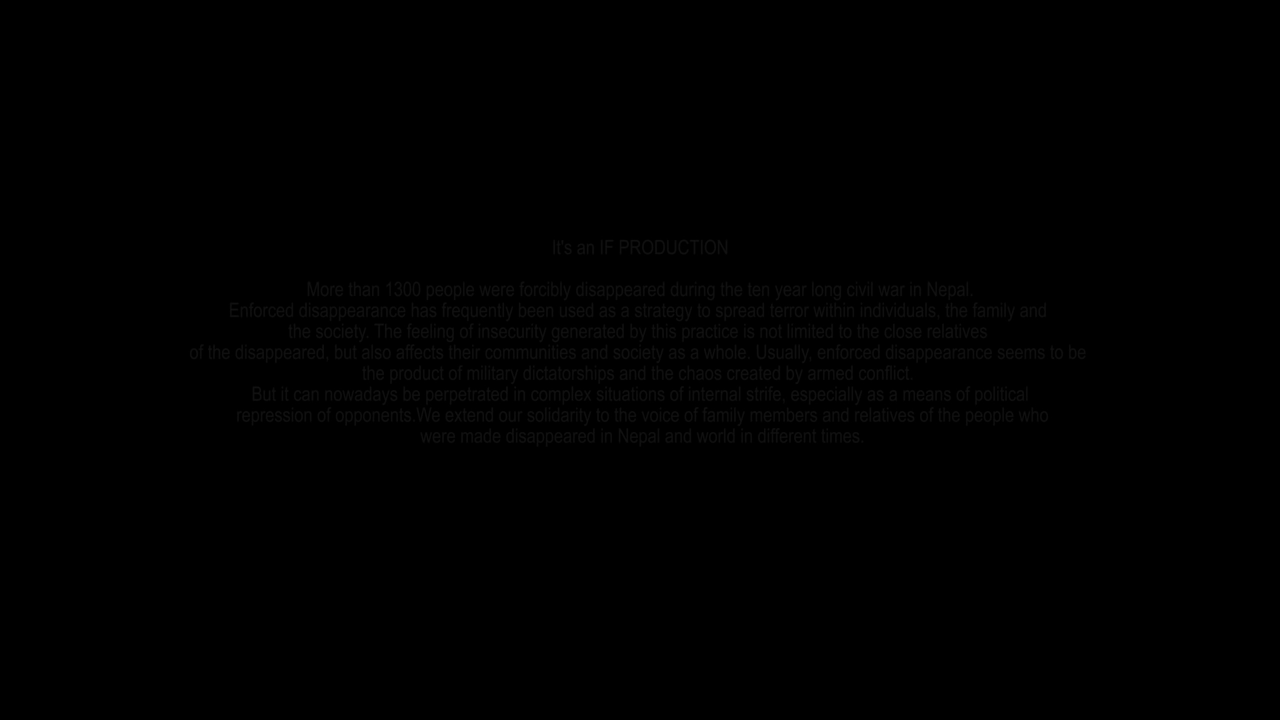 It's an IF PRODUCTION
More than 1300 people were forcibly disappeared during the ten year long civil war in Nepal.
Enforced disappearance has frequently been used as a strategy to spread terror within individuals, the family and
the society. The feeling of insecurity generated by this practice is not limited to the close relatives
of the disappeared, but also affects their communities and society as a whole. Usually, enforced disappearance seems to be
the product of military dictatorships and the chaos created by armed conflict.
But it can nowadays be perpetrated in complex situations of internal strife, especially as a means of political
repression of opponents.We extend our solidarity to the voice of family members and relatives of the people who
were made disappeared in Nepal and world in different times.